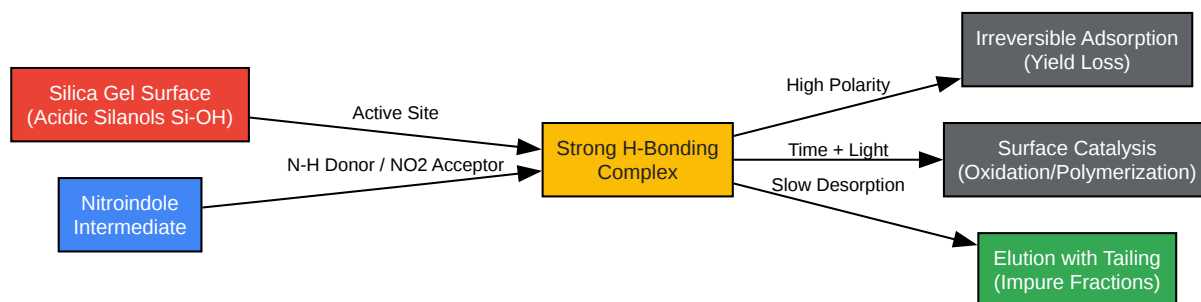 Silica Gel Surface
(Acidic Silanols Si-OH)
Nitroindole
Intermediate
Active Site
N-H Donor / NO2 Acceptor
Strong H-Bonding
Complex
High Polarity
Time + Light
Slow Desorption
Irreversible Adsorption
(Yield Loss)
Surface Catalysis
(Oxidation/Polymerization)
Elution with Tailing
(Impure Fractions)